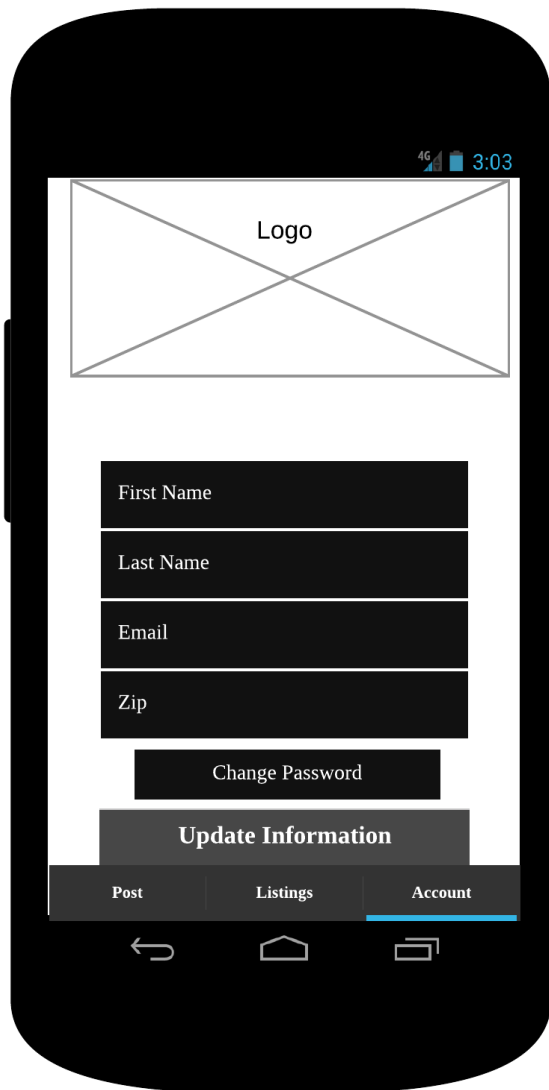 4G 3:03
Logo
First Name
Last Name
Email
Zip
Change Password
Update Information
Post Listings Account